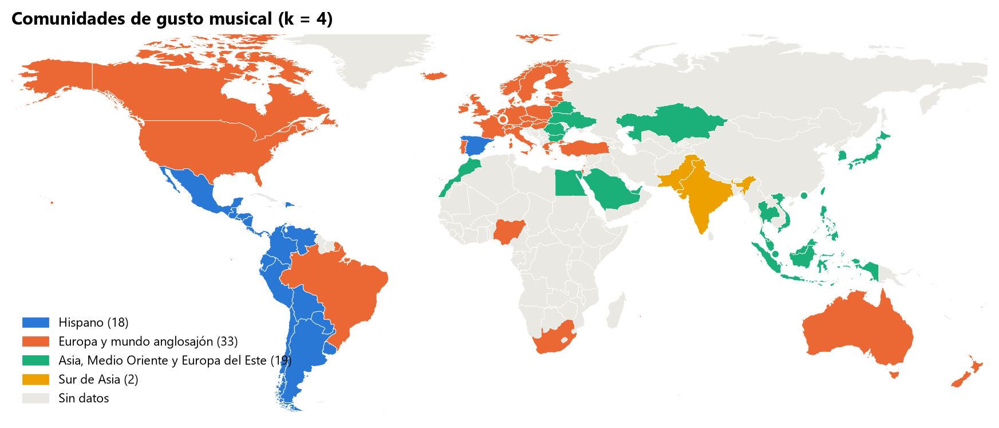 Comunidades de gusto musical (k = 4)
Hispano (18)
Europa y mundo anglosajón (33)
Asia, Medio Oriente y Europa del Este (19)
Sur de Asia (2)
Sin datos